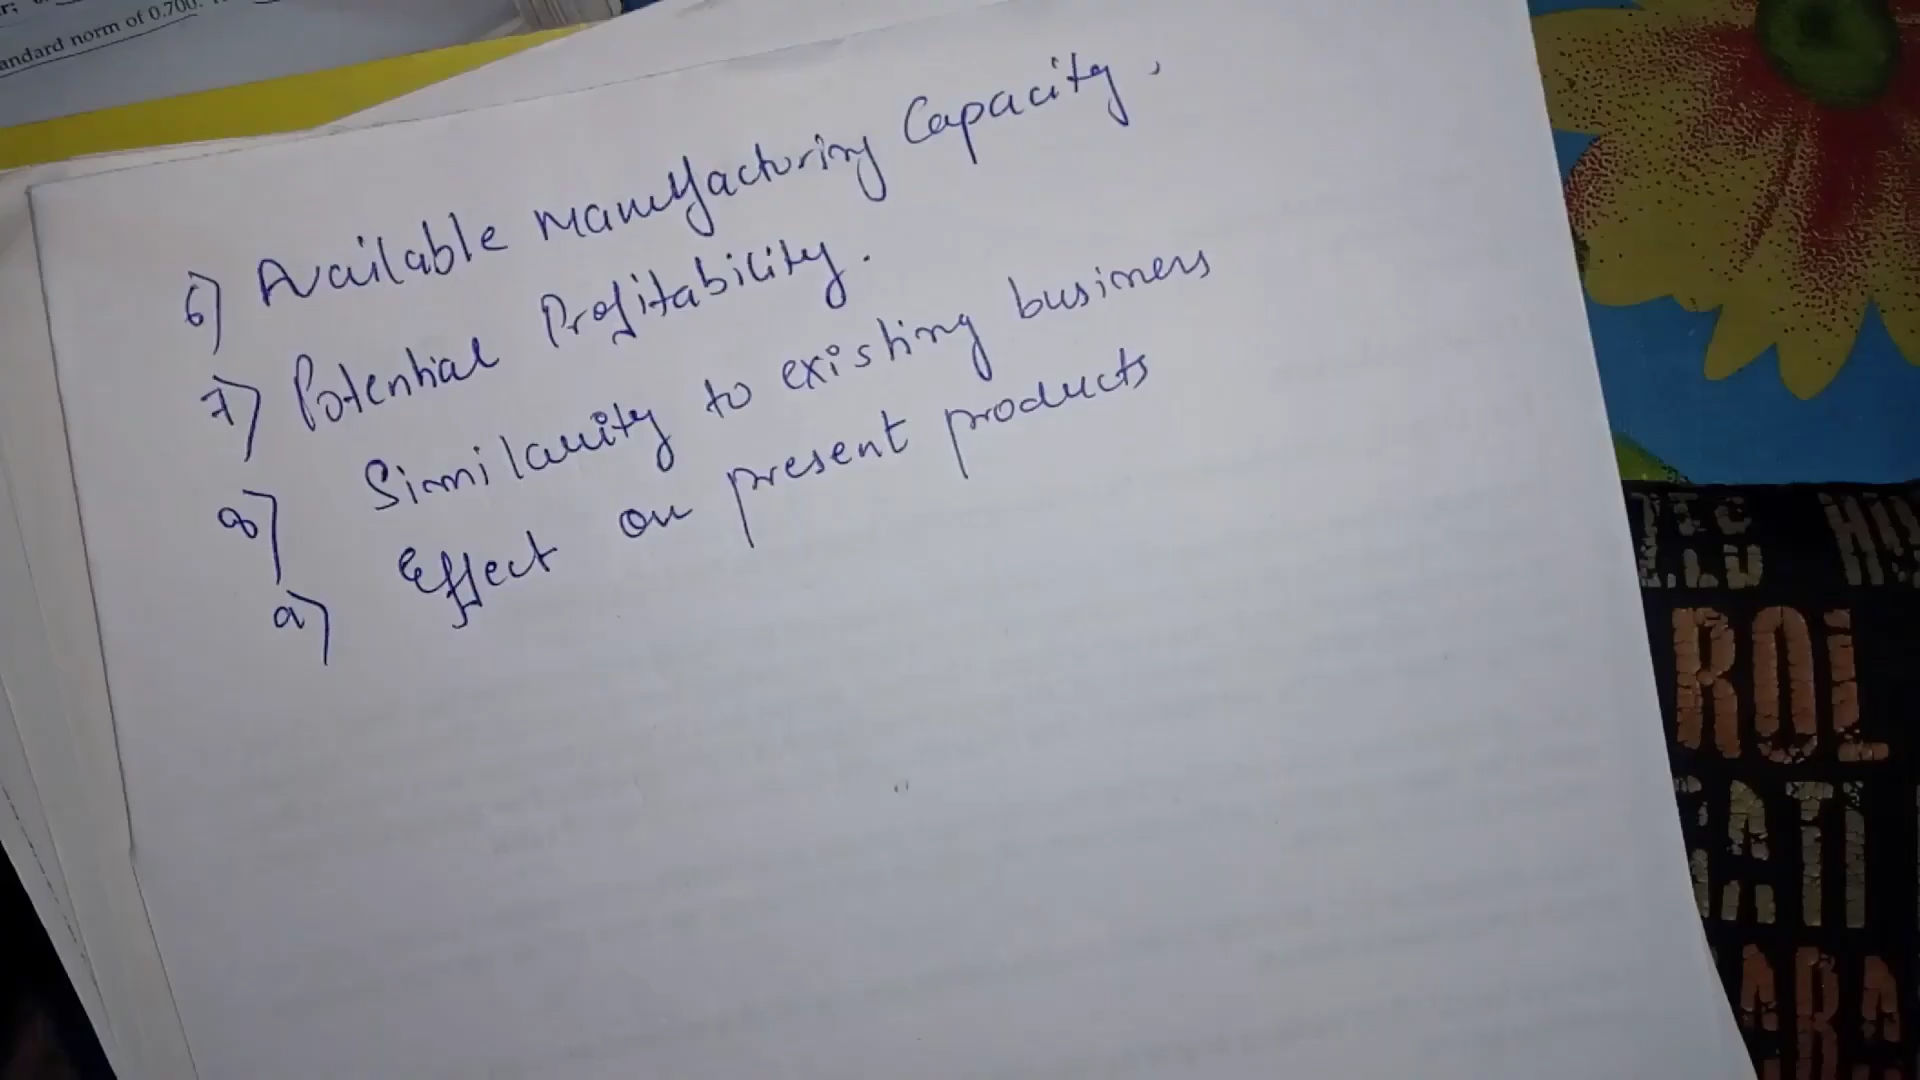 andard norm of 0.700.
6) Available manufacturing Capacity.
7) Potential Profitability.
8) Similarity to existing business
9) Effect on present products
ROL